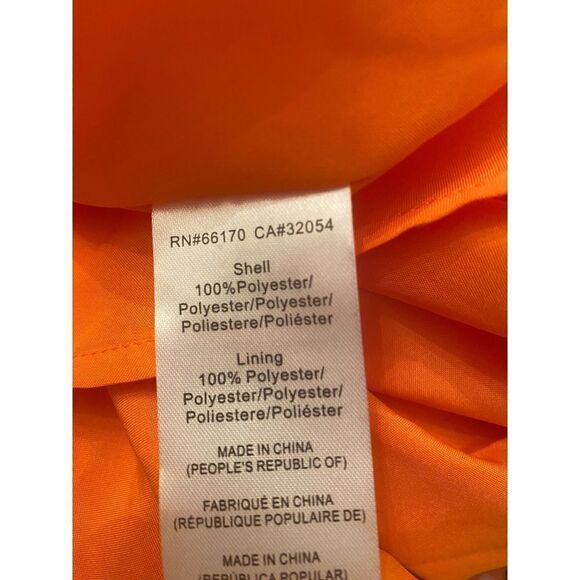 RN#66170 CA#32054
Shell
100%Polyester/
Polyester/Polyester/
Poliestere/Poliéster
Lining
100% Polyester/
Polyester/Polyester/
Poliestere/Poliéster
MADE IN CHINA
(PEOPLE'S REPUBLIC OF)
FABRIQUÉ EN CHINA
(RÉPUBLIQUE POPULAIRE DE)
MADE IN CHINA
(REPÚBLICA POPULAR)